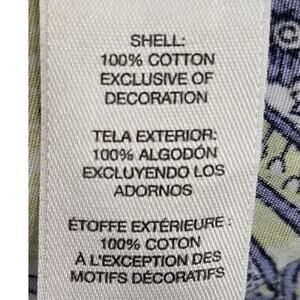 SHELL:
100% COTTON
EXCLUSIVE OF
DECORATION
TELA EXTERIOR:
100% ALGODÓN
EXCLUYENDO LOS
ADORNOS
ÉTOFFE EXTÉRIEURE :
100% COTON
À L'EXCEPTION DES
MOTIFS DÉCORATIFS